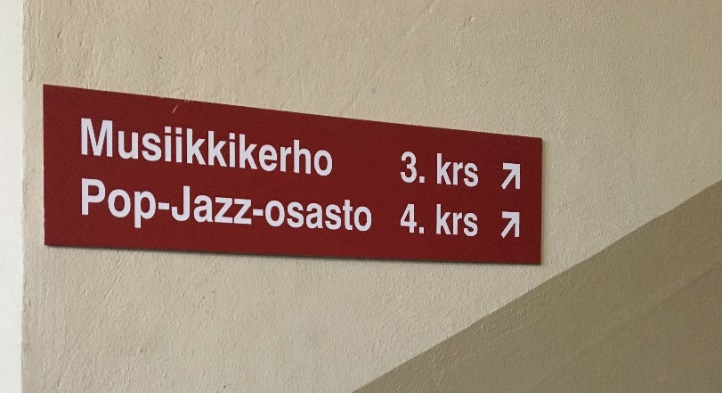 Musiikkikerho 3. krs ↗
Pop-Jazz-osasto 4. krs ↗